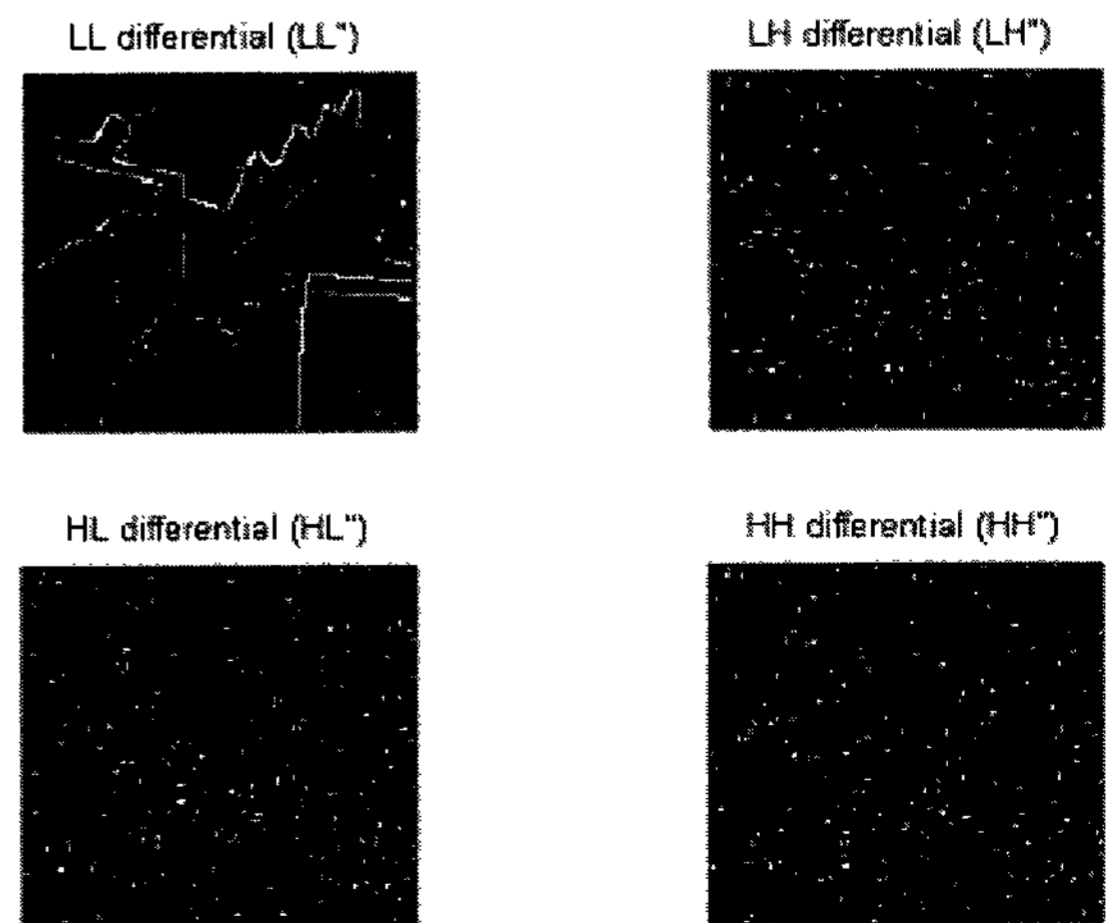 LL differential (LL")
LH differential (LH")
HL differential (HL")
HH differential (HH")